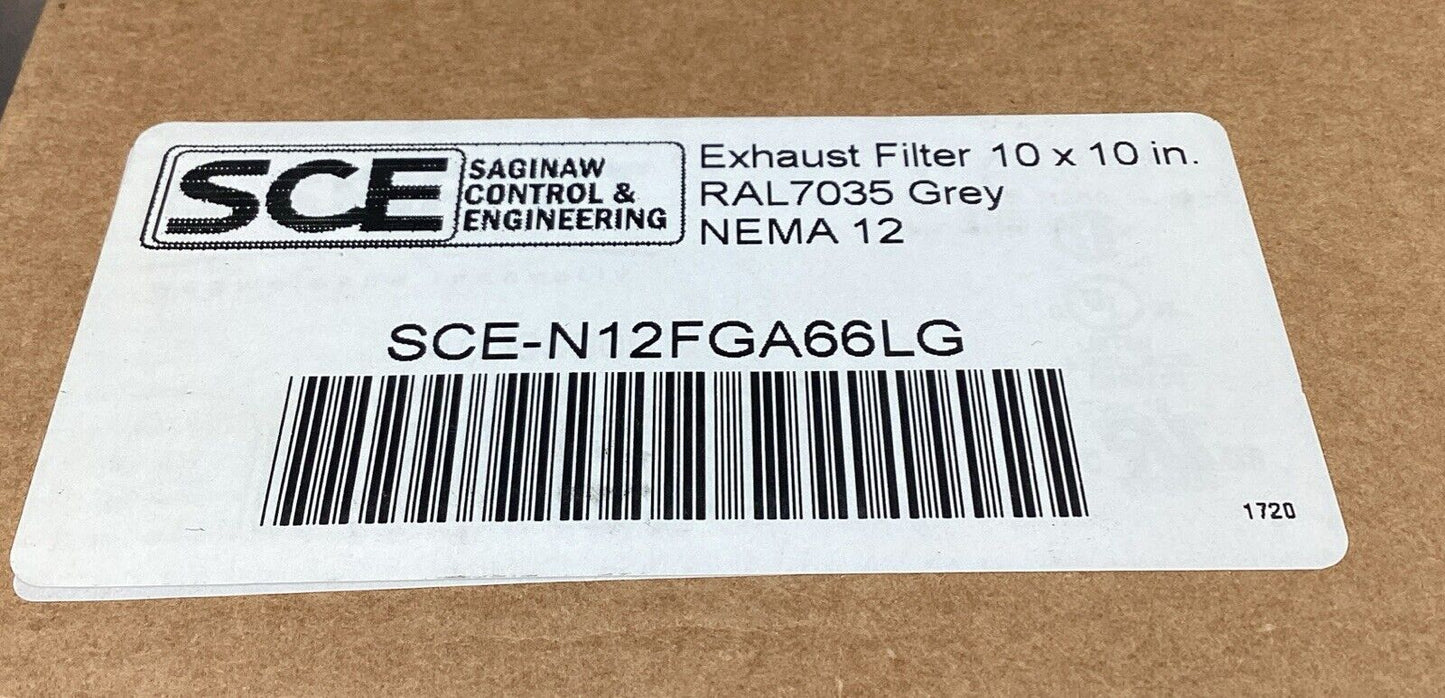 SCE
SAGINAW
CONTROL &
ENGINEERING
Exhaust Filter 10 x 10 in.
RAL7035 Grey
NEMA 12
SCE-N12FGA66LG
1720